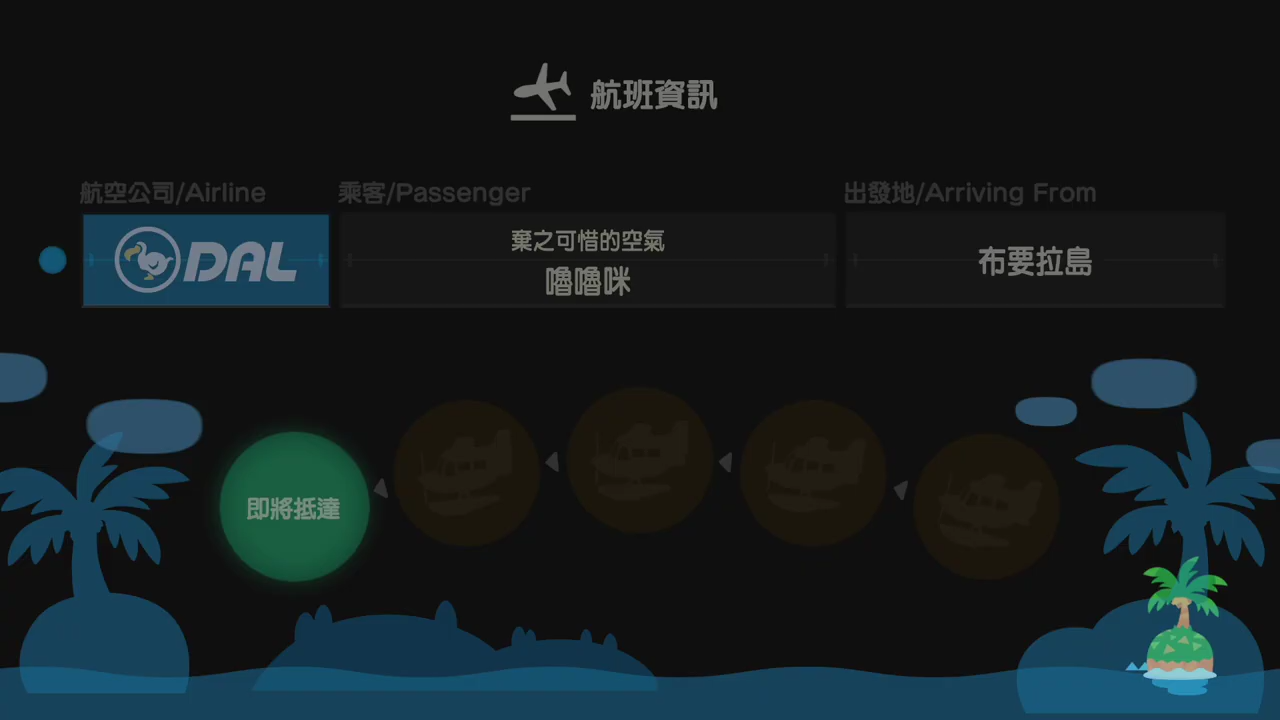 航班資訊
航空公司/Airline
乘客/Passenger
出發地/Arriving From
DAL
棄之可惜的空氣
嚕嚕咪
布要拉島
即將抵達